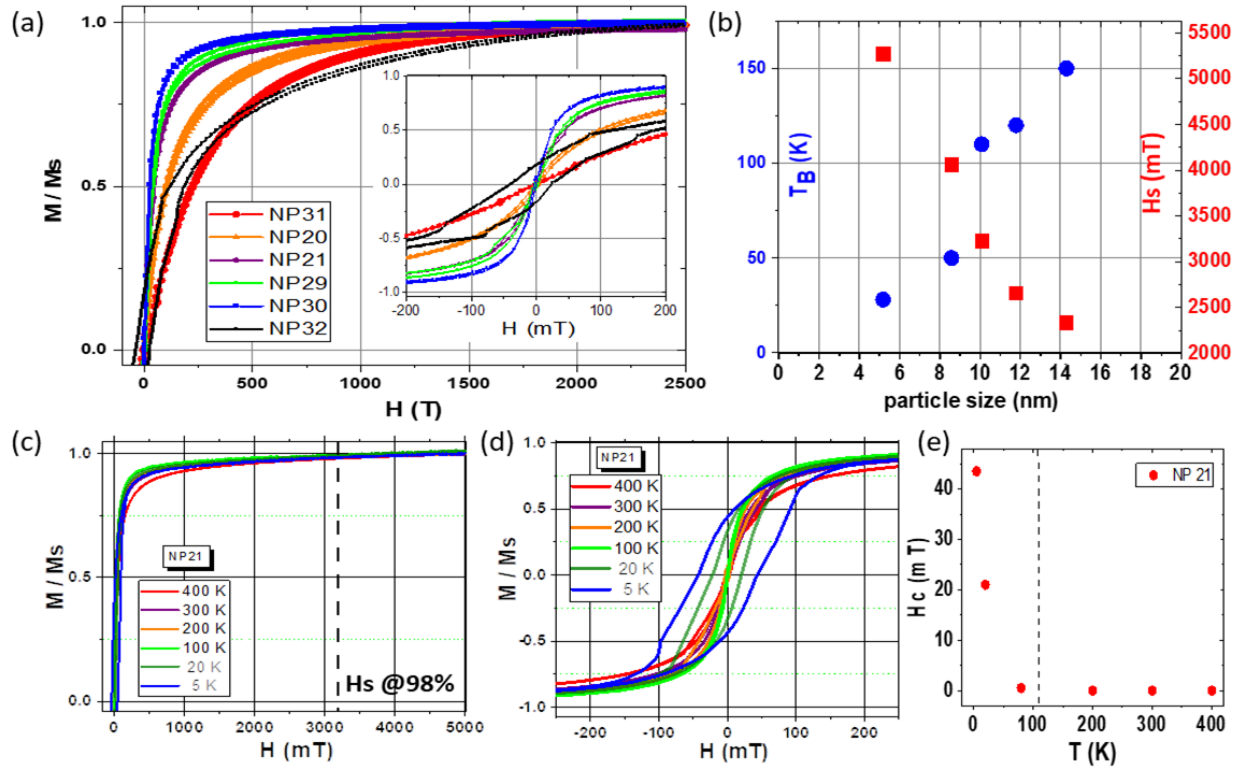 (a)
1.0
0.5
0.0
M / Ms
0 500 1000 1500 2000 2500
H (T)
NP31
NP20
NP21
NP29
NP30
NP32
1.0
0.5
0.0
-0.5
-1.0
-200 -100 0 100 200
H (mT)
(b)
150
100
50
0
T_B (K)
5500
5000
4500
4000
3500
3000
2500
2000
Hs (mT)
0 2 4 6 8 10 12 14 16 18 20
particle size (nm)
(c)
1.0
0.5
0.0
M / Ms
NP21
400 K
300 K
200 K
100 K
20 K
5 K
Hs @98%
0 1000 2000 3000 4000 5000
H (mT)
(d)
1.0
0.5
0.0
-0.5
-1.0
M / Ms
NP21
400 K
300 K
200 K
100 K
20 K
5 K
-200 -100 0 100 200
H (mT)
(e)
40
30
20
10
0
Hc (m T)
NP 21
0 100 200 300 400
T (K)